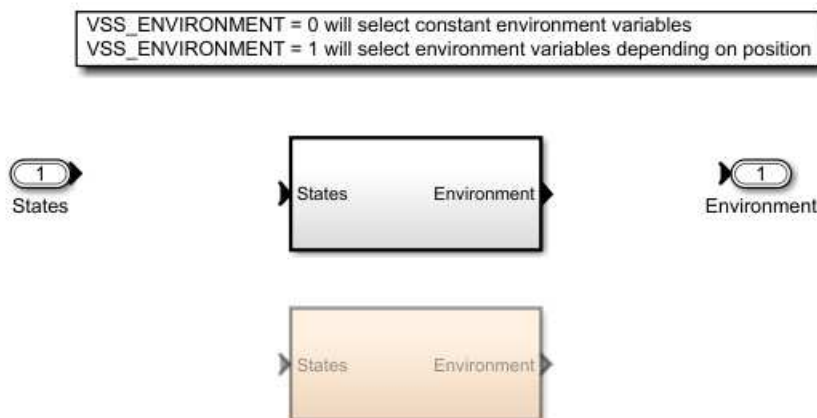 VSS_ENVIRONMENT = 0 will select constant environment variables
VSS_ENVIRONMENT = 1 will select environment variables depending on position
1
States
States Environment
1
Environment
States Environment